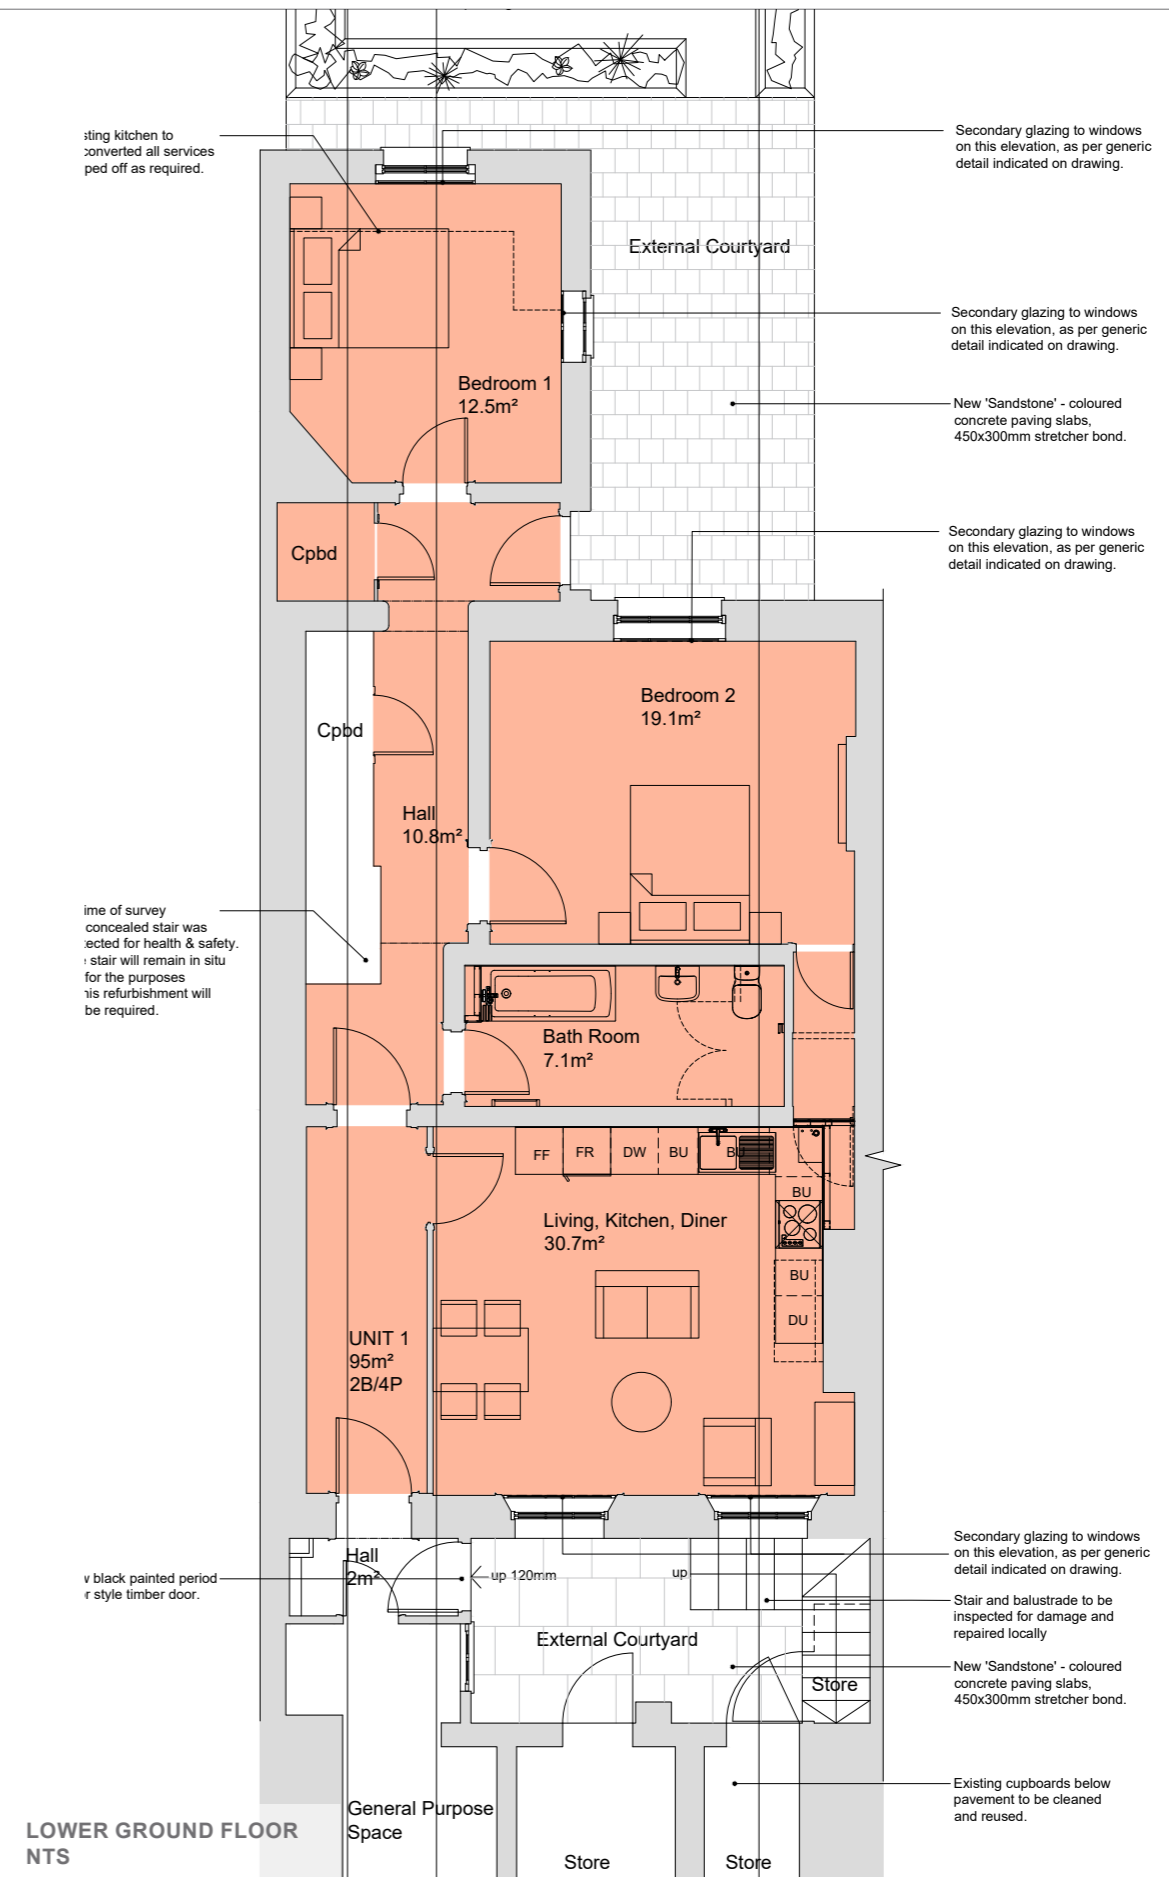 sting kitchen to
converted all services
ped off as required.
Secondary glazing to windows
on this elevation, as per generic
detail indicated on drawing.
External Courtyard
Secondary glazing to windows
on this elevation, as per generic
detail indicated on drawing.
Bedroom 1
12.5m²
New 'Sandstone' - coloured
concrete paving slabs,
450x300mm stretcher bond.
Cpbd
Secondary glazing to windows
on this elevation, as per generic
detail indicated on drawing.
Bedroom 2
19.1m²
Cpbd
Hall
10.8m²
ime of survey
concealed stair was
tected for health & safety.
stair will remain in situ
for the purposes
his refurbishment will
be required.
Bath Room
7.1m²
FF
FR
DW
BU
BU
BU
Living, Kitchen, Diner
30.7m²
BU
DU
UNIT 1
95m²
2B/4P
Hall
2m²
w black painted period
or style timber door.
up 120mm
up
Secondary glazing to windows
on this elevation, as per generic
detail indicated on drawing.
Stair and balustrade to be
inspected for damage and
repaired locally
External Courtyard
New 'Sandstone' - coloured
concrete paving slabs,
450x300mm stretcher bond.
Store
Existing cupboards below
pavement to be cleaned
and reused.
General Purpose
Space
LOWER GROUND FLOOR
NTS
Store
Store